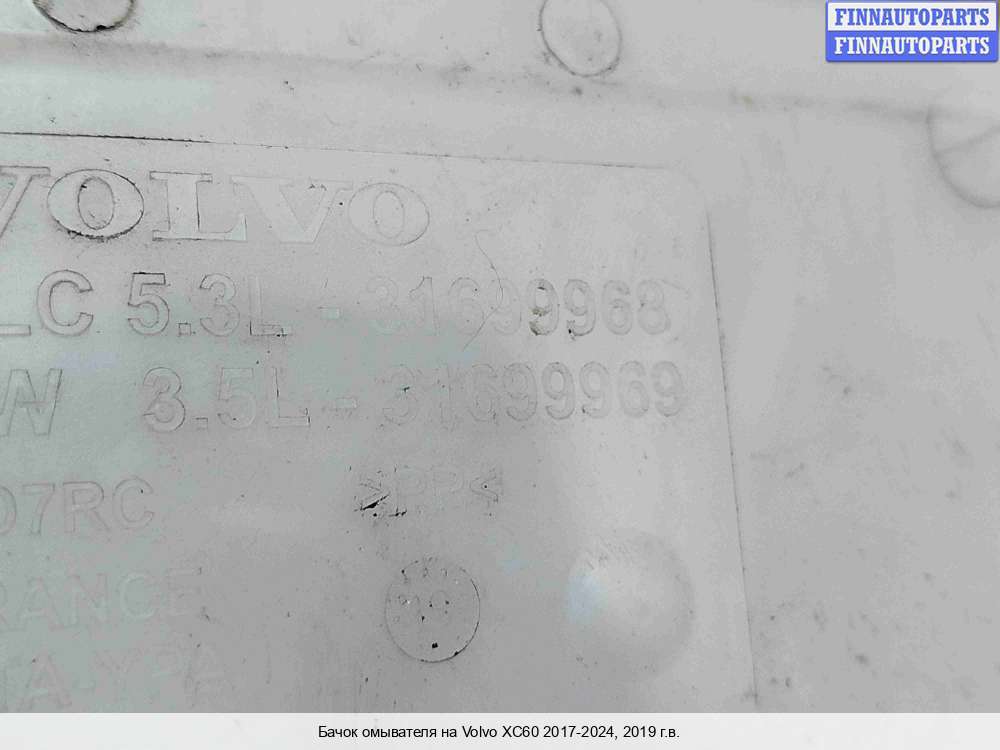 FINNAUTOPARTS
FINNAUTOPARTS
VOLVO
LC 5.3L - 31699968
W 3.5L - 31699969
07RC
>PP<
RANCE
Бачок омывателя на Volvo XC60 2017-2024, 2019 г.в.